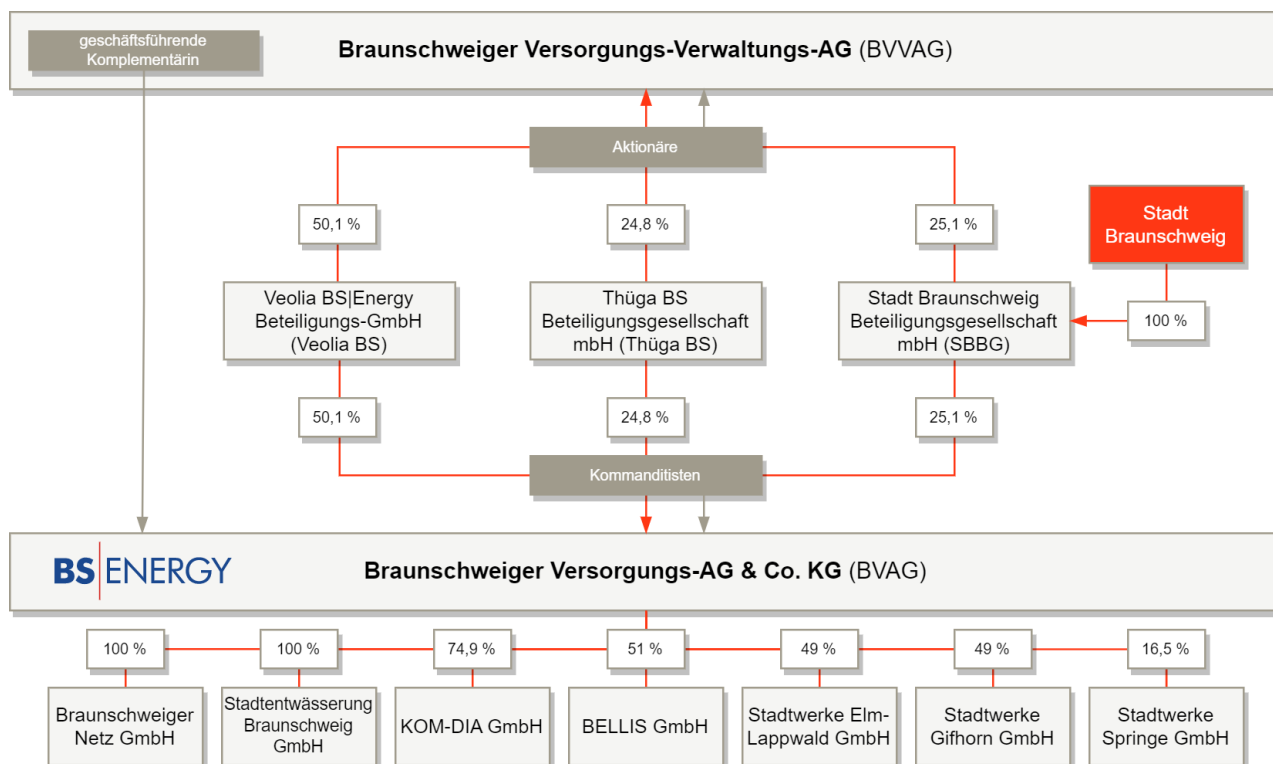 geschäftsführende
Komplementärin
Braunschweiger Versorgungs-Verwaltungs-AG (BVVAG)
Aktionäre
50,1 %
24,8 %
25,1 %
Stadt
Braunschweig
Veolia BS|Energy
Beteiligungs-GmbH
(Veolia BS)
Thüga BS
Beteiligungsgesellschaft
mbH (Thüga BS)
Stadt Braunschweig
Beteiligungsgesellschaft
mbH (SBBG)
100 %
50,1 %
24,8 %
25,1 %
Kommanditisten
BS|ENERGY
Braunschweiger Versorgungs-AG & Co. KG (BVAG)
100 %
100 %
74,9 %
51 %
49 %
49 %
16,5 %
Braunschweiger
Netz GmbH
Stadtentwässerung
Braunschweig
GmbH
KOM-DIA GmbH
BELLIS GmbH
Stadtwerke Elm-
Lappwald GmbH
Stadtwerke
Gifhorn GmbH
Stadtwerke
Springe GmbH